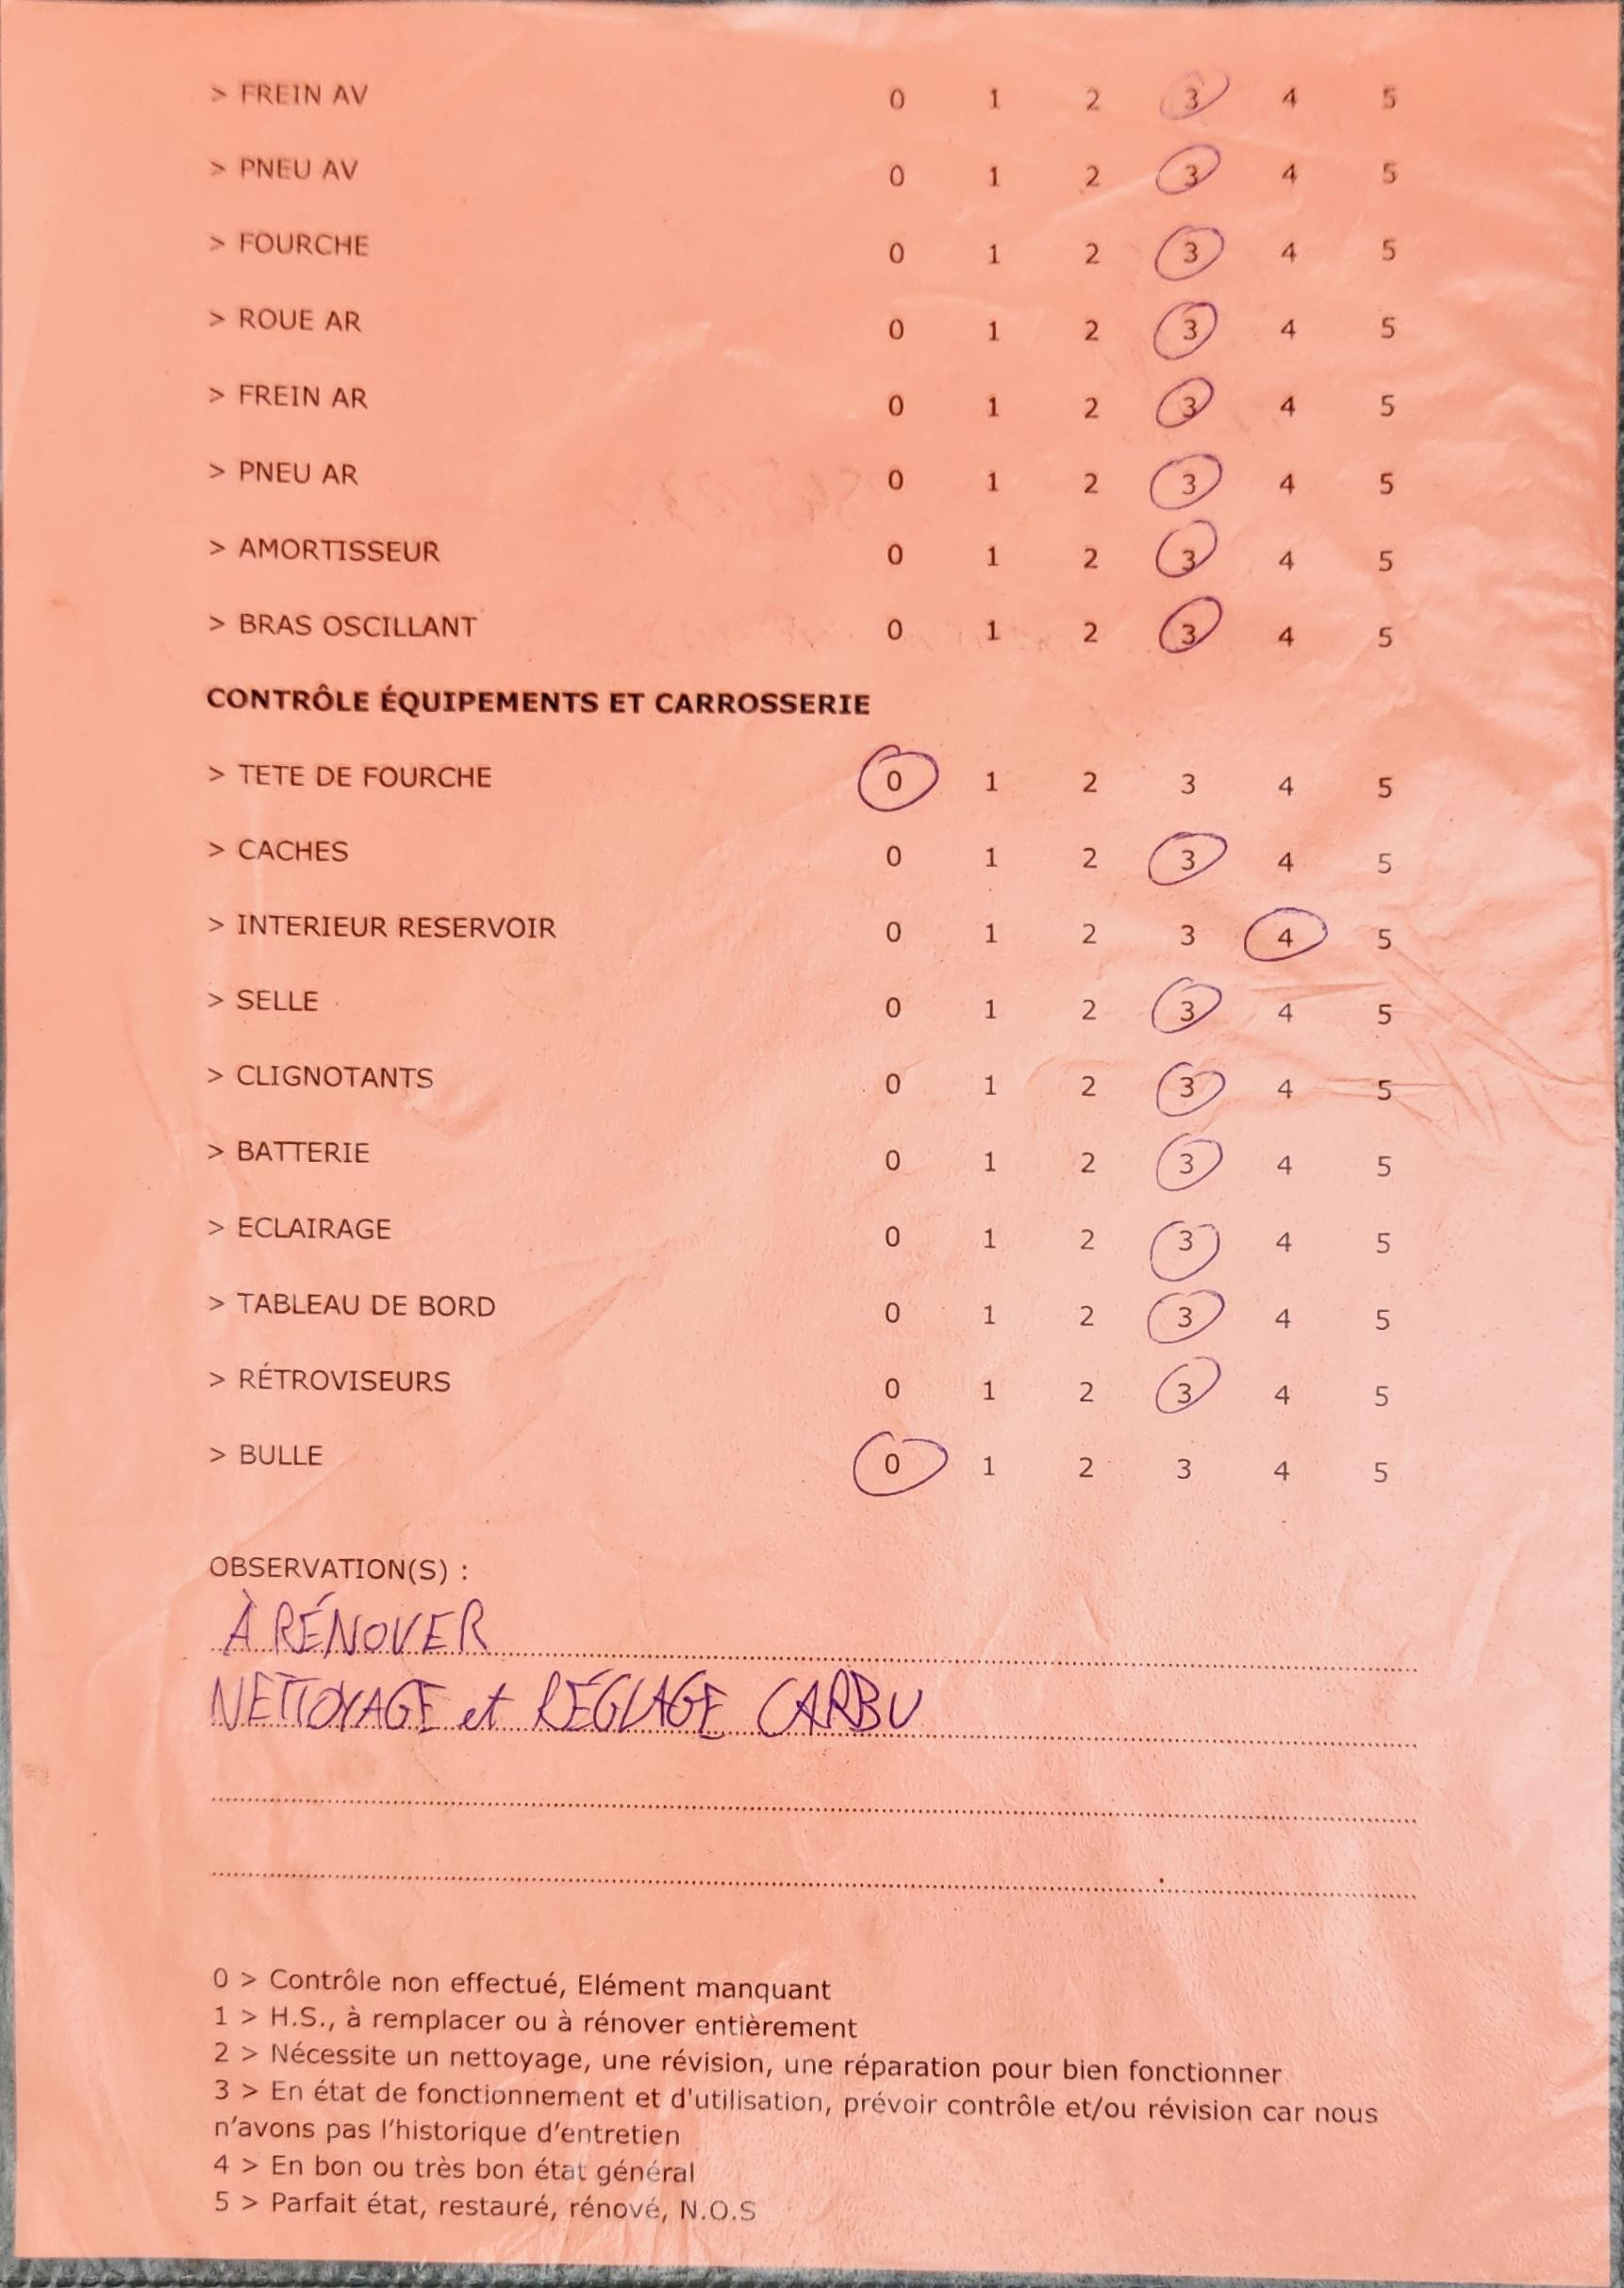 > FREIN AV 0 1 2 3 4 5
> PNEU AV 0 1 2 3 4 5
> FOURCHE 0 1 2 3 4 5
> ROUE AR 0 1 2 3 4 5
> FREIN AR 0 1 2 3 4 5
> PNEU AR 0 1 2 3 4 5
> AMORTISSEUR 0 1 2 3 4 5
> BRAS OSCILLANT 0 1 2 3 4 5
CONTRÔLE ÉQUIPEMENTS ET CARROSSERIE
> TETE DE FOURCHE 0 1 2 3 4 5
> CACHES 0 1 2 3 4 5
> INTERIEUR RESERVOIR 0 1 2 3 4 5
> SELLE 0 1 2 3 4 5
> CLIGNOTANTS 0 1 2 3 4 5
> BATTERIE 0 1 2 3 4 5
> ECLAIRAGE 0 1 2 3 4 5
> TABLEAU DE BORD 0 1 2 3 4 5
> RÉTROVISEURS 0 1 2 3 4 5
> BULLE 0 1 2 3 4 5
OBSERVATION(S) :
À RÉNOVER
NETTOYAGE et RÉGLAGE CARBU
0 > Contrôle non effectué, Elément manquant
1 > H.S., à remplacer ou à rénover entièrement
2 > Nécessite un nettoyage, une révision, une réparation pour bien fonctionner
3 > En état de fonctionnement et d'utilisation, prévoir contrôle et/ou révision car nous
n’avons pas l’historique d’entretien
4 > En bon ou très bon état général
5 > Parfait état, restauré, rénové, N.O.S